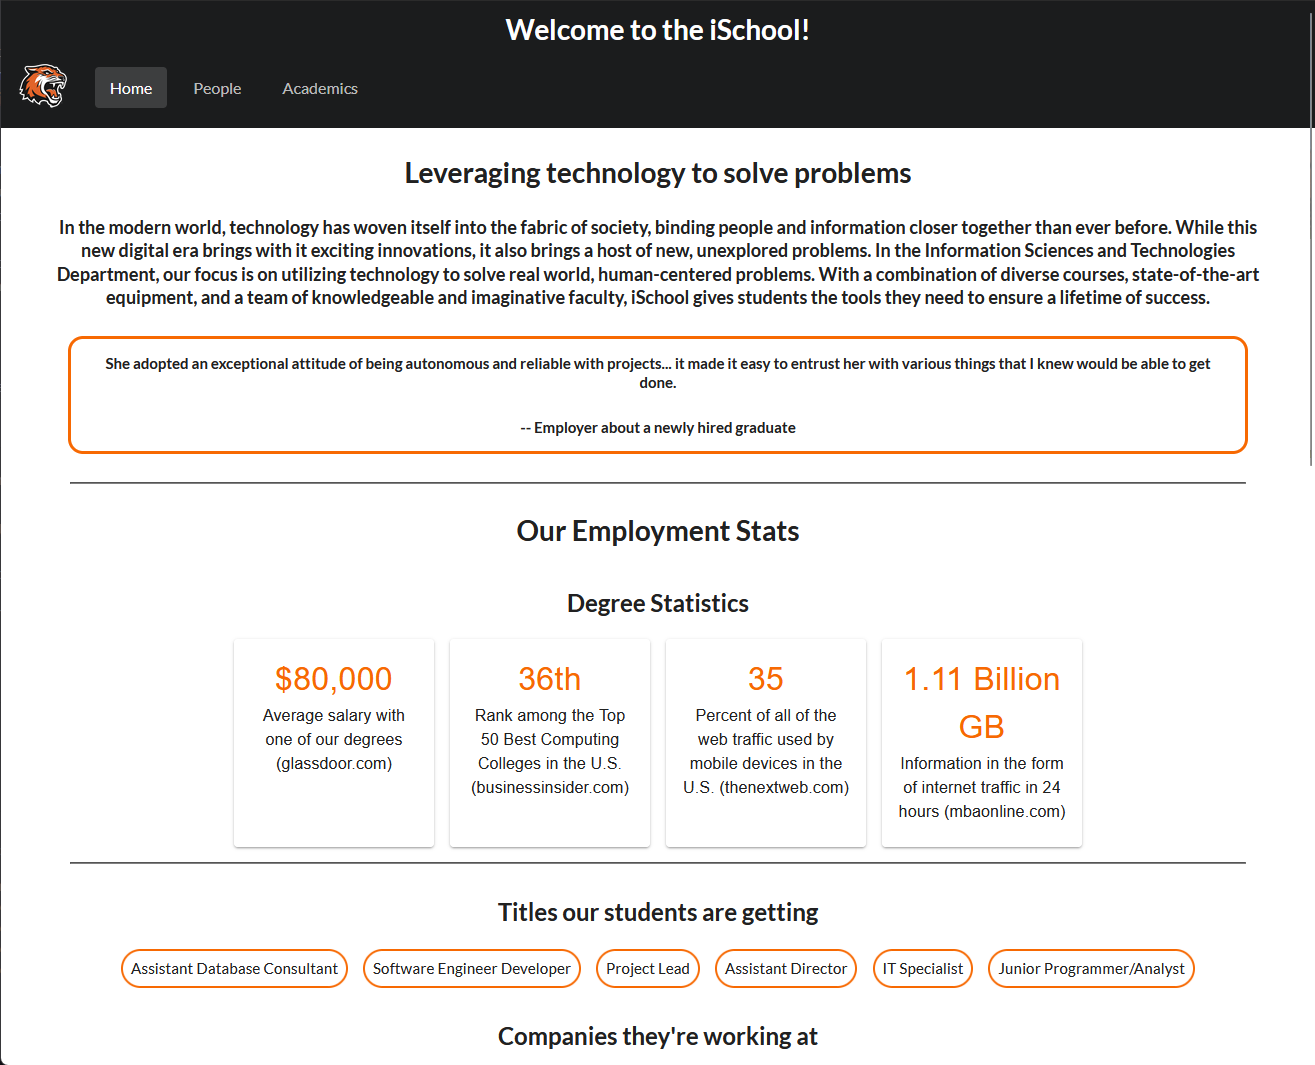 Welcome to the iSchool!
Home People Academics
Leveraging technology to solve problems
In the modern world, technology has woven itself into the fabric of society, binding people and information closer together than ever before. While this
new digital era brings with it exciting innovations, it also brings a host of new, unexplored problems. In the Information Sciences and Technologies
Department, our focus is on utilizing technology to solve real world, human-centered problems. With a combination of diverse courses, state-of-the-art
equipment, and a team of knowledgeable and imaginative faculty, iSchool gives students the tools they need to ensure a lifetime of success.
She adopted an exceptional attitude of being autonomous and reliable with projects... it made it easy to entrust her with various things that I knew would be able to get
done.
-- Employer about a newly hired graduate
Our Employment Stats
Degree Statistics
$80,000
Average salary with
one of our degrees
(glassdoor.com)
36th
Rank among the Top
50 Best Computing
Colleges in the U.S.
(businessinsider.com)
35
Percent of all of the
web traffic used by
mobile devices in the
U.S. (thenextweb.com)
1.11 Billion
GB
Information in the form
of internet traffic in 24
hours (mbaonline.com)
Titles our students are getting
Assistant Database Consultant Software Engineer Developer Project Lead Assistant Director IT Specialist Junior Programmer/Analyst
Companies they're working at